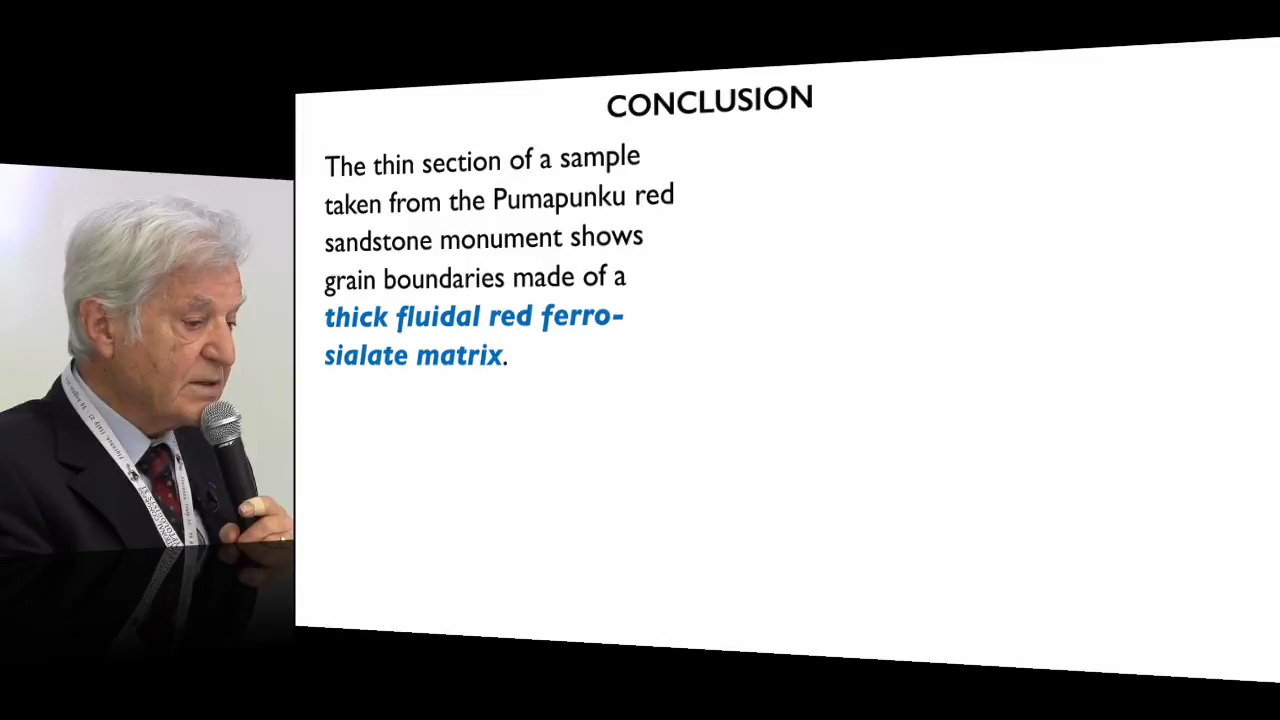 CONCLUSION
The thin section of a sample
taken from the Pumapunku red
sandstone monument shows
grain boundaries made of a
thick fluidal red ferro-
sialate matrix.